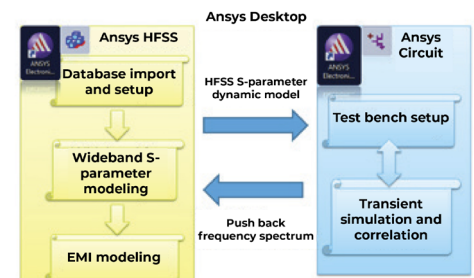 Ansys Desktop
Ansys HFSS
ANSYS
Electroni...
Database import
and setup
Wideband S-
parameter
modeling
EMI modeling
HFSS S-parameter
dynamic model
Push back
frequency spectrum
Ansys
Circuit
ANSYS
Electroni...
Test bench setup
Transient
simulation and
correlation